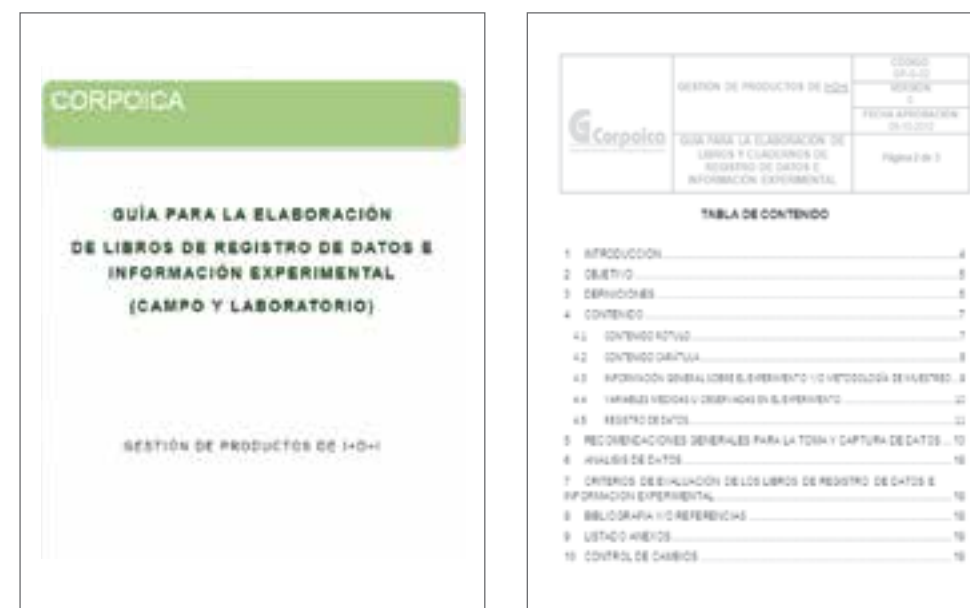 CORPOICA
GUÍA PARA LA ELABORACIÓN
DE LIBROS DE REGISTRO DE DATOS E
INFORMACIÓN EXPERIMENTAL
(CAMPO Y LABORATORIO)
GESTIÓN DE PRODUCTOS DE I+D+I
Corpoica
GESTIÓN DE PRODUCTOS DE I+D+I
CÓDIGO
VERSIÓN
FECHA APROBACIÓN
GUÍA PARA LA ELABORACIÓN DE
LIBROS Y CUADERNOS DE
REGISTRO DE DATOS E
INFORMACIÓN EXPERIMENTAL
TABLA DE CONTENIDO
1 INTRODUCCIÓN
2 OBJETIVO
3 DEFINICIONES
4 CONTENIDO 7
4.1 CONTENIDO ROTULO 7
4.2 CONTENIDO CARÁTULA
4.3 INFORMACIÓN GENERAL SOBRE EL EXPERIMENTO Y/O METODOLOGÍA DE MUESTREO
4.4 VARIABLES MEDIDAS U OBSERVADAS EN EL EXPERIMENTO
4.5 REGISTRO DE DATOS
5 RECOMENDACIONES GENERALES PARA LA TOMA Y CAPTURA DE DATOS
6 ANALISIS DE DATOS
7 CRITERIOS DE EVALUACIÓN DE LOS LIBROS DE REGISTRO DE DATOS E
INFORMACION EXPERIMENTAL
8 BIBLIOGRAFIA Y/O REFERENCIAS
9 LISTADO ANEXOS
10 CONTROL DE CAMBIOS